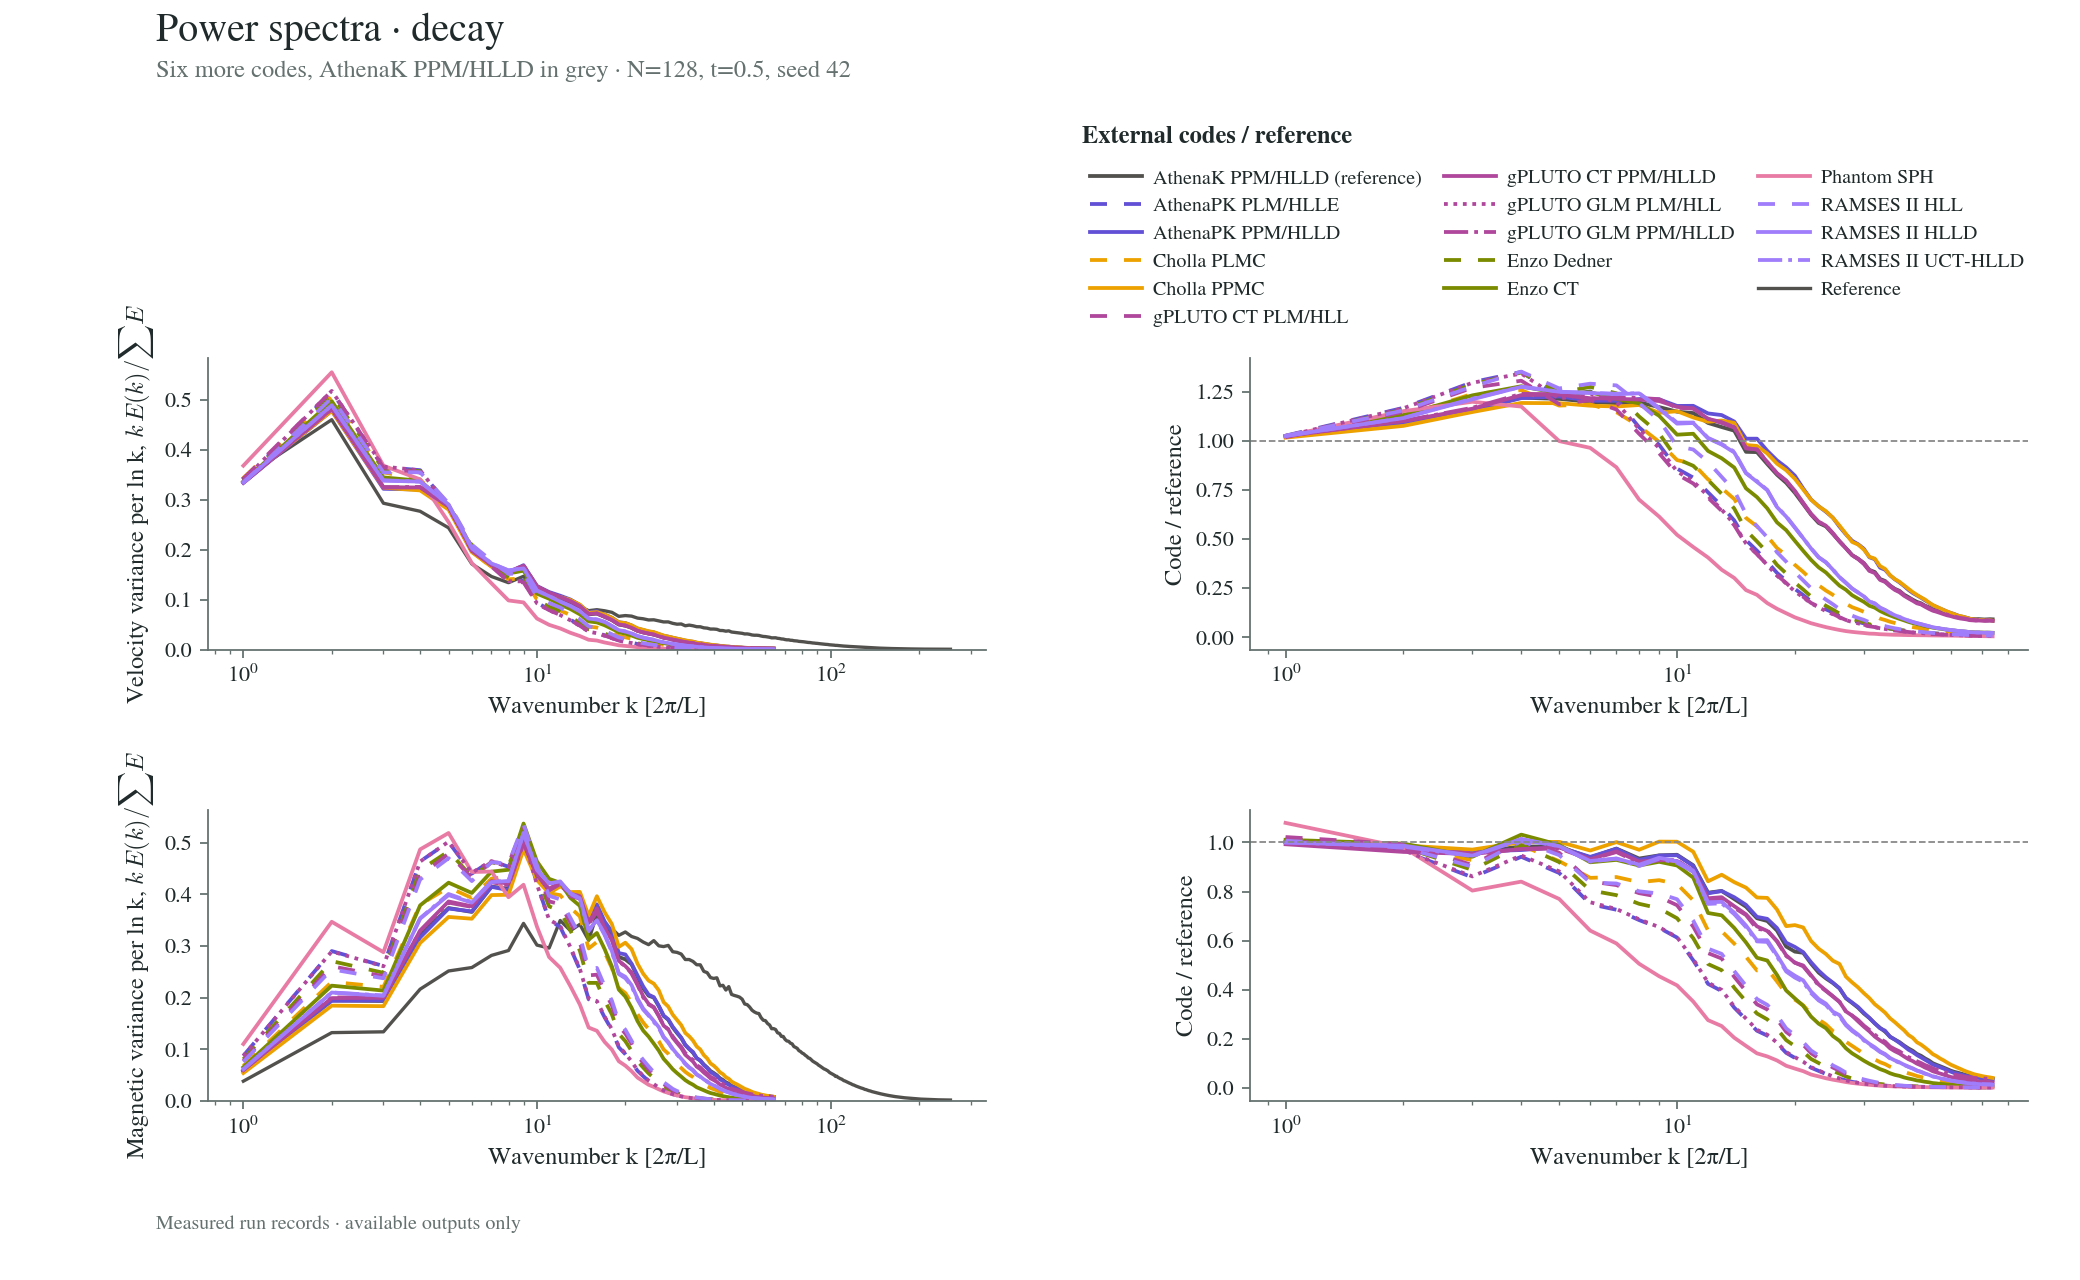 Power spectra · decay
Six more codes, AthenaK PPM/HLLD in grey · N=128, t=0.5, seed 42
External codes / reference
AthenaK PPM/HLLD (reference)
AthenaPK PLM/HLLE
AthenaPK PPM/HLLD
Cholla PLMC
Cholla PPMC
gPLUTO CT PLM/HLL
gPLUTO CT PPM/HLLD
gPLUTO GLM PLM/HLL
gPLUTO GLM PPM/HLLD
Enzo Dedner
Enzo CT
Phantom SPH
RAMSES II HLL
RAMSES II HLLD
RAMSES II UCT-HLLD
Reference
Velocity variance per ln k, k E(k)/∑E
0.5
0.4
0.3
0.2
0.1
0.0
10⁰
10¹
10²
Wavenumber k [2π/L]
Code / reference
1.25
1.00
0.75
0.50
0.25
0.00
10⁰
10¹
Wavenumber k [2π/L]
Magnetic variance per ln k, k E(k)/∑E
0.5
0.4
0.3
0.2
0.1
0.0
10⁰
10¹
10²
Wavenumber k [2π/L]
Code / reference
1.0
0.8
0.6
0.4
0.2
0.0
10⁰
10¹
Wavenumber k [2π/L]
Measured run records · available outputs only